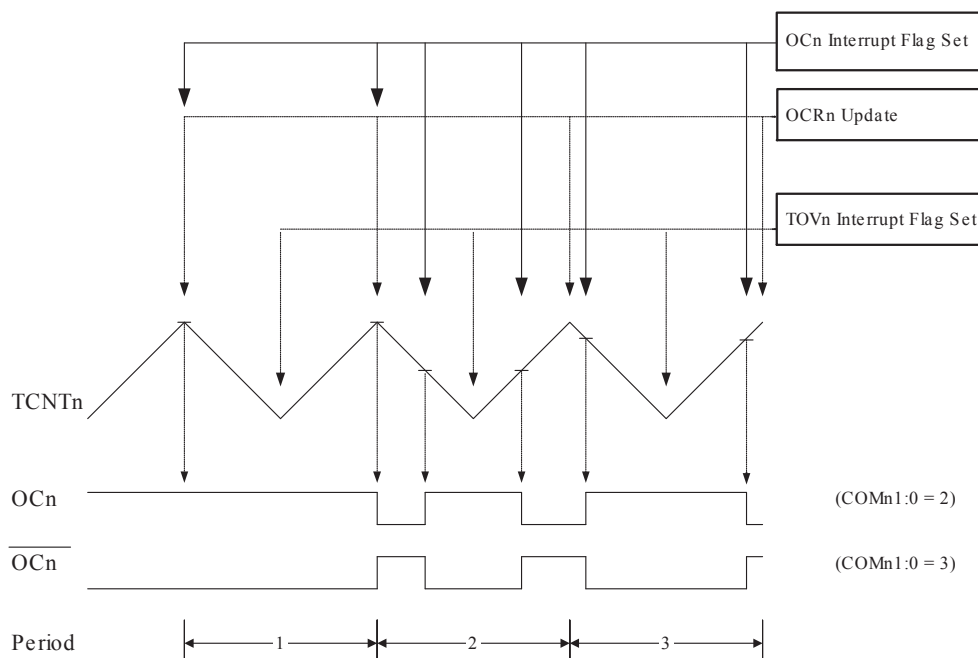 OCn Interrupt Flag Set
OCRn Update
TOVn Interrupt Flag Set
TCNTn
OCn
(COMn1:0 = 2)
OCn
(COMn1:0 = 3)
Period
1
2
3